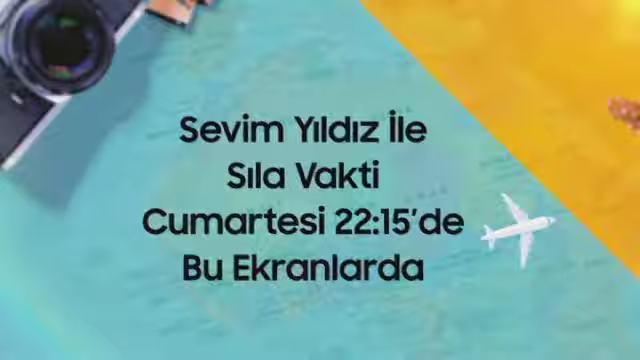 Sevim Yıldız İle
Sıla Vakti
Cumartesi 22:15'de
Bu Ekranlarda